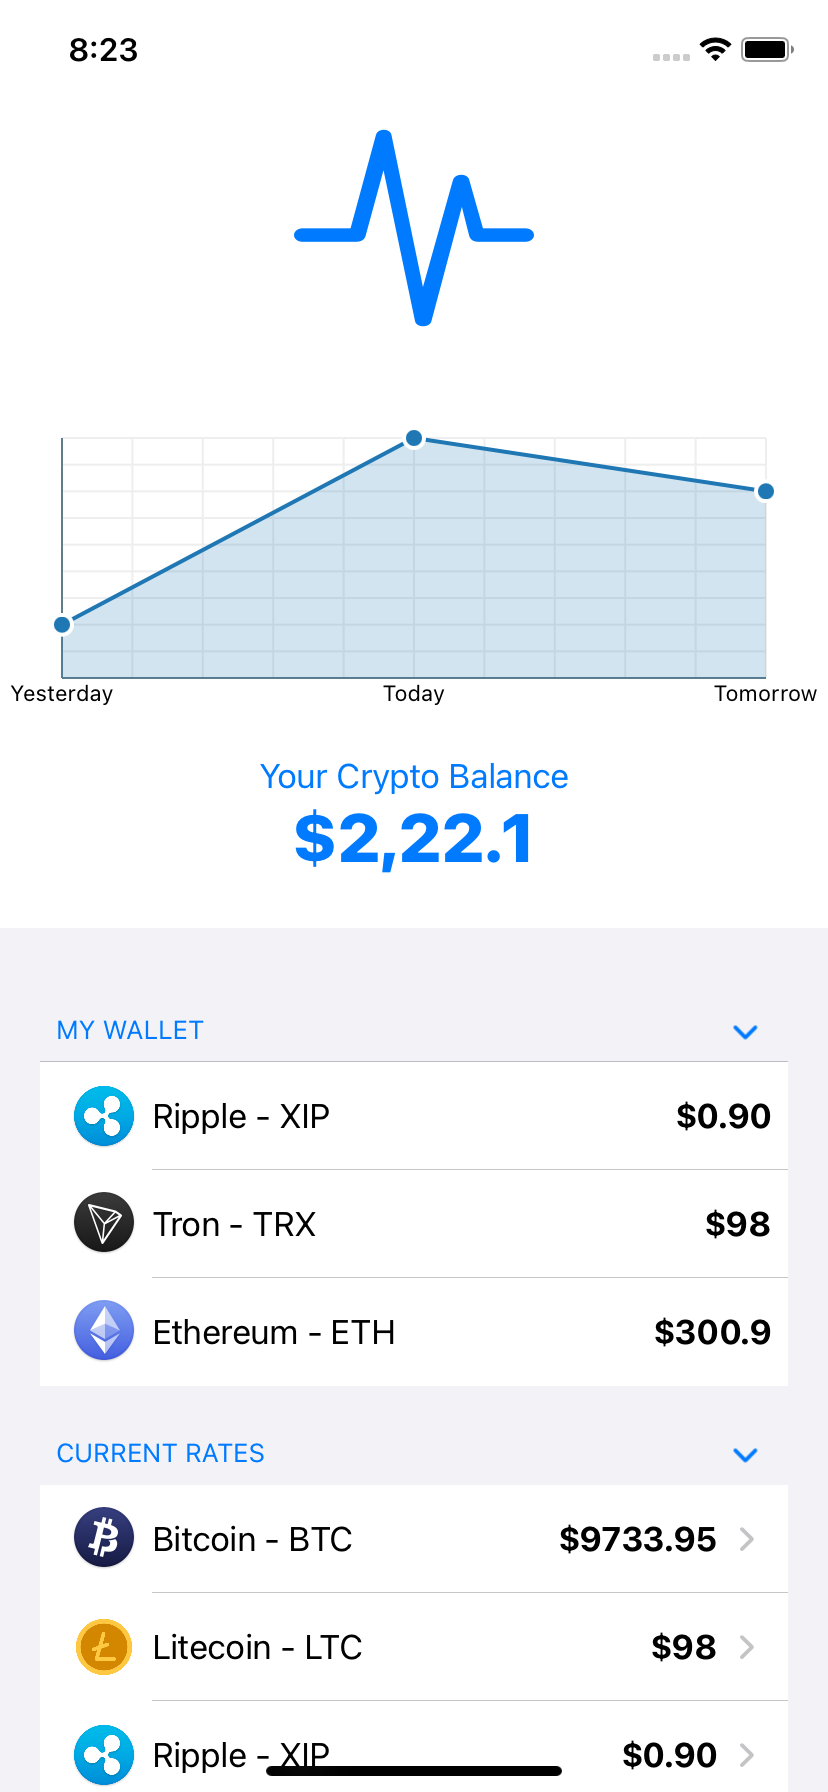 8:23
Yesterday Today Tomorrow
Your Crypto Balance
$2,22.1
MY WALLET
Ripple - XIP $0.90
Tron - TRX $98
Ethereum - ETH $300.9
CURRENT RATES
Bitcoin - BTC $9733.95
Litecoin - LTC $98
Ripple - XIP $0.90